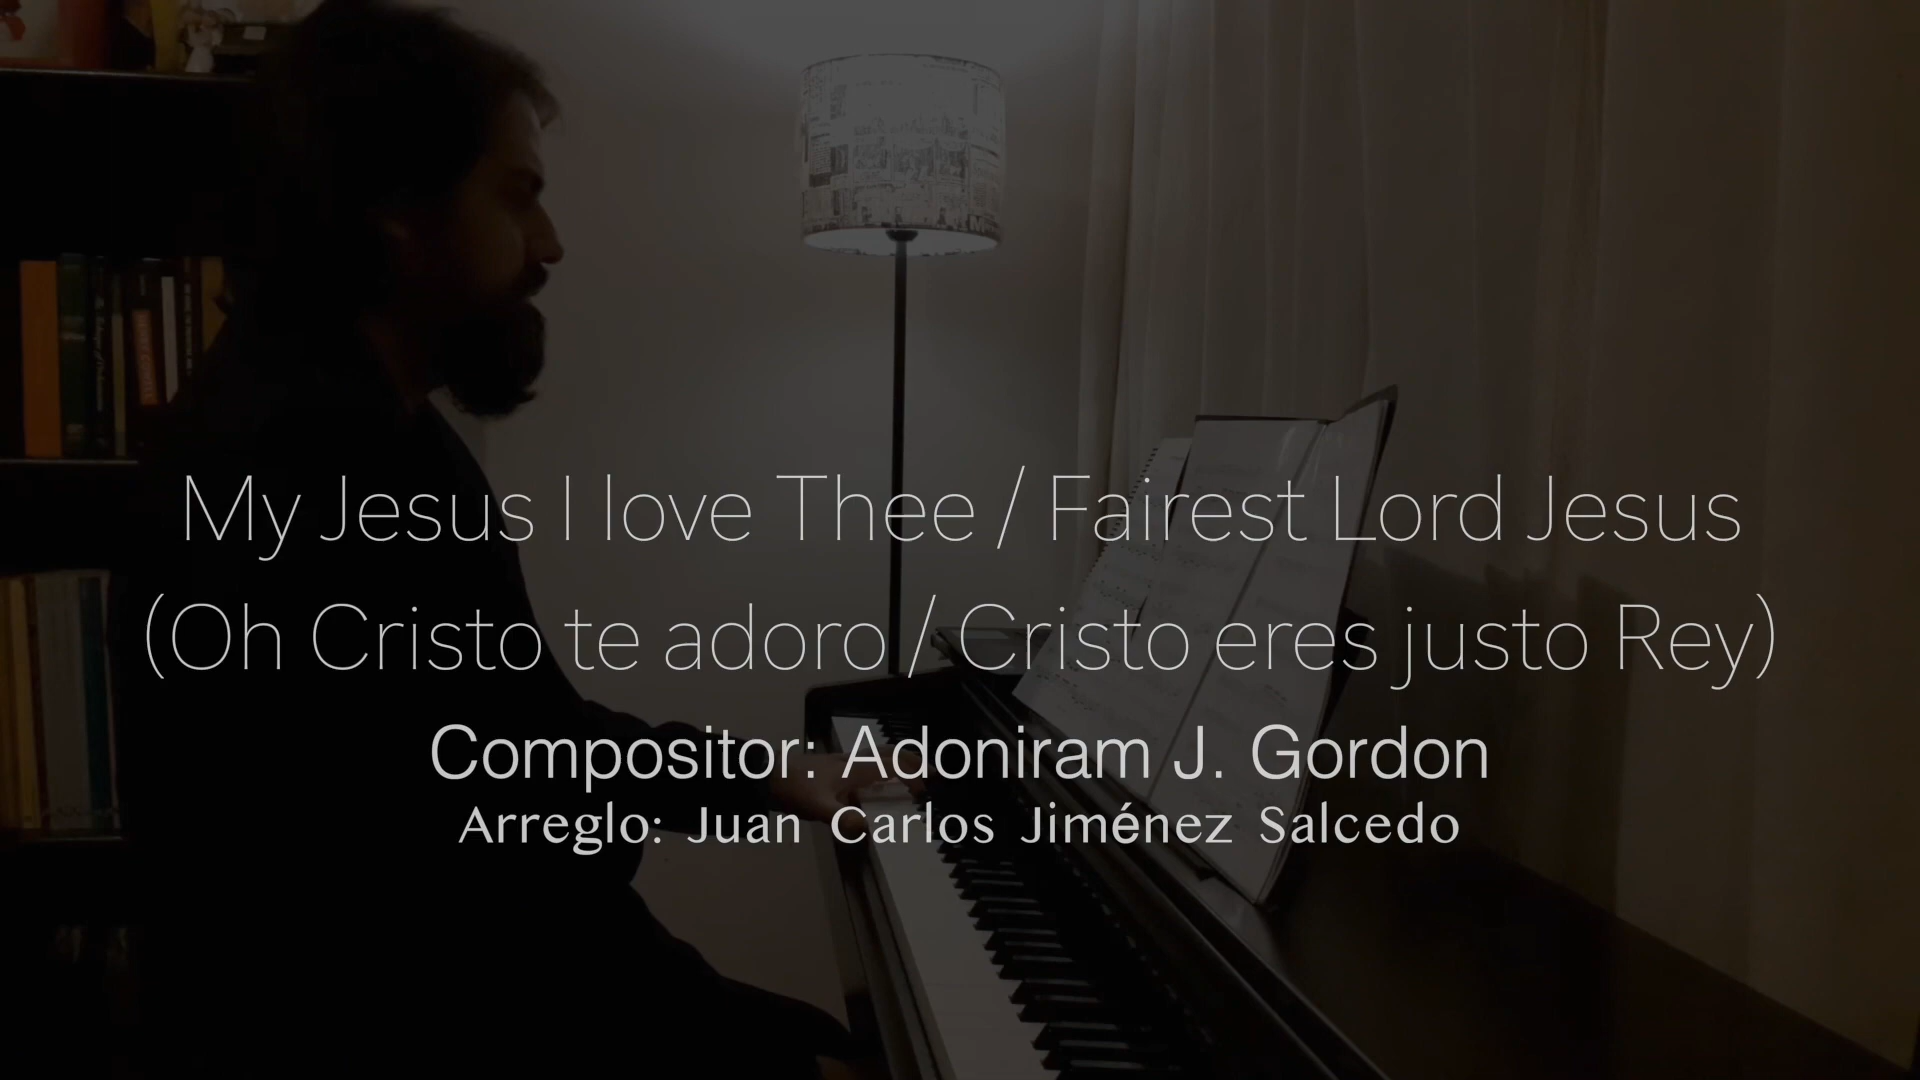 My Jesus I love Thee / Fairest Lord Jesus
(Oh Cristo te adoro / Cristo eres justo Rey)
Compositor: Adoniram J. Gordon
Arreglo: Juan Carlos Jiménez Salcedo